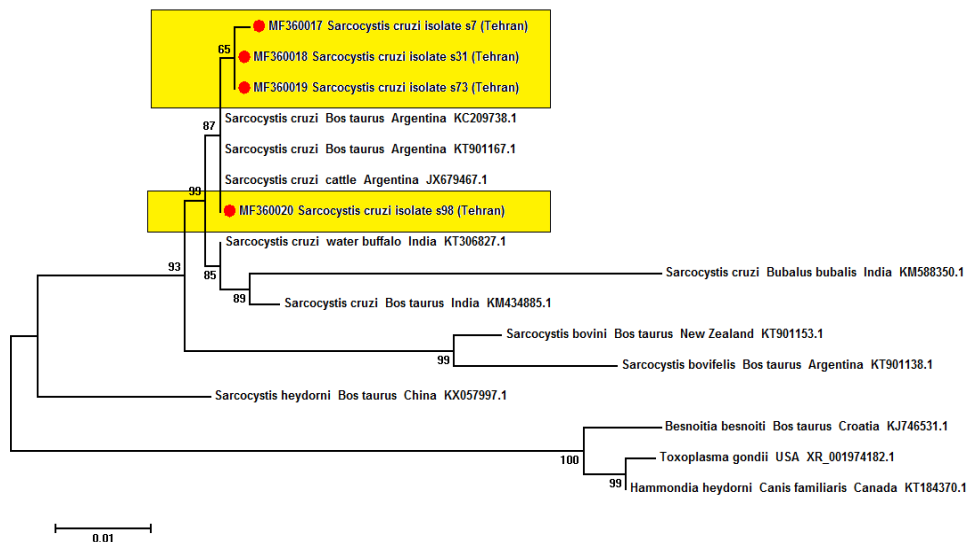 MF360017 Sarcocystis cruzi isolate s7 (Tehran)
65
MF360018 Sarcocystis cruzi isolate s31 (Tehran)
MF360019 Sarcocystis cruzi isolate s73 (Tehran)
Sarcocystis cruzi Bos taurus Argentina KC209738.1
87
Sarcocystis cruzi Bos taurus Argentina KT901167.1
Sarcocystis cruzi cattle Argentina JX679467.1
99
MF360020 Sarcocystis cruzi isolate s98 (Tehran)
Sarcocystis cruzi water buffalo India KT306827.1
93
85
Sarcocystis cruzi Bubalus bubalis India KM588350.1
89
Sarcocystis cruzi Bos taurus India KM434885.1
Sarcocystis bovini Bos taurus New Zealand KT901153.1
99
Sarcocystis bovifelis Bos taurus Argentina KT901138.1
Sarcocystis heydorni Bos taurus China KX057997.1
Besnoitia besnoiti Bos taurus Croatia KJ746531.1
100
Toxoplasma gondii USA XR_001974182.1
99
Hammondia heydorni Canis familiaris Canada KT184370.1
0.01